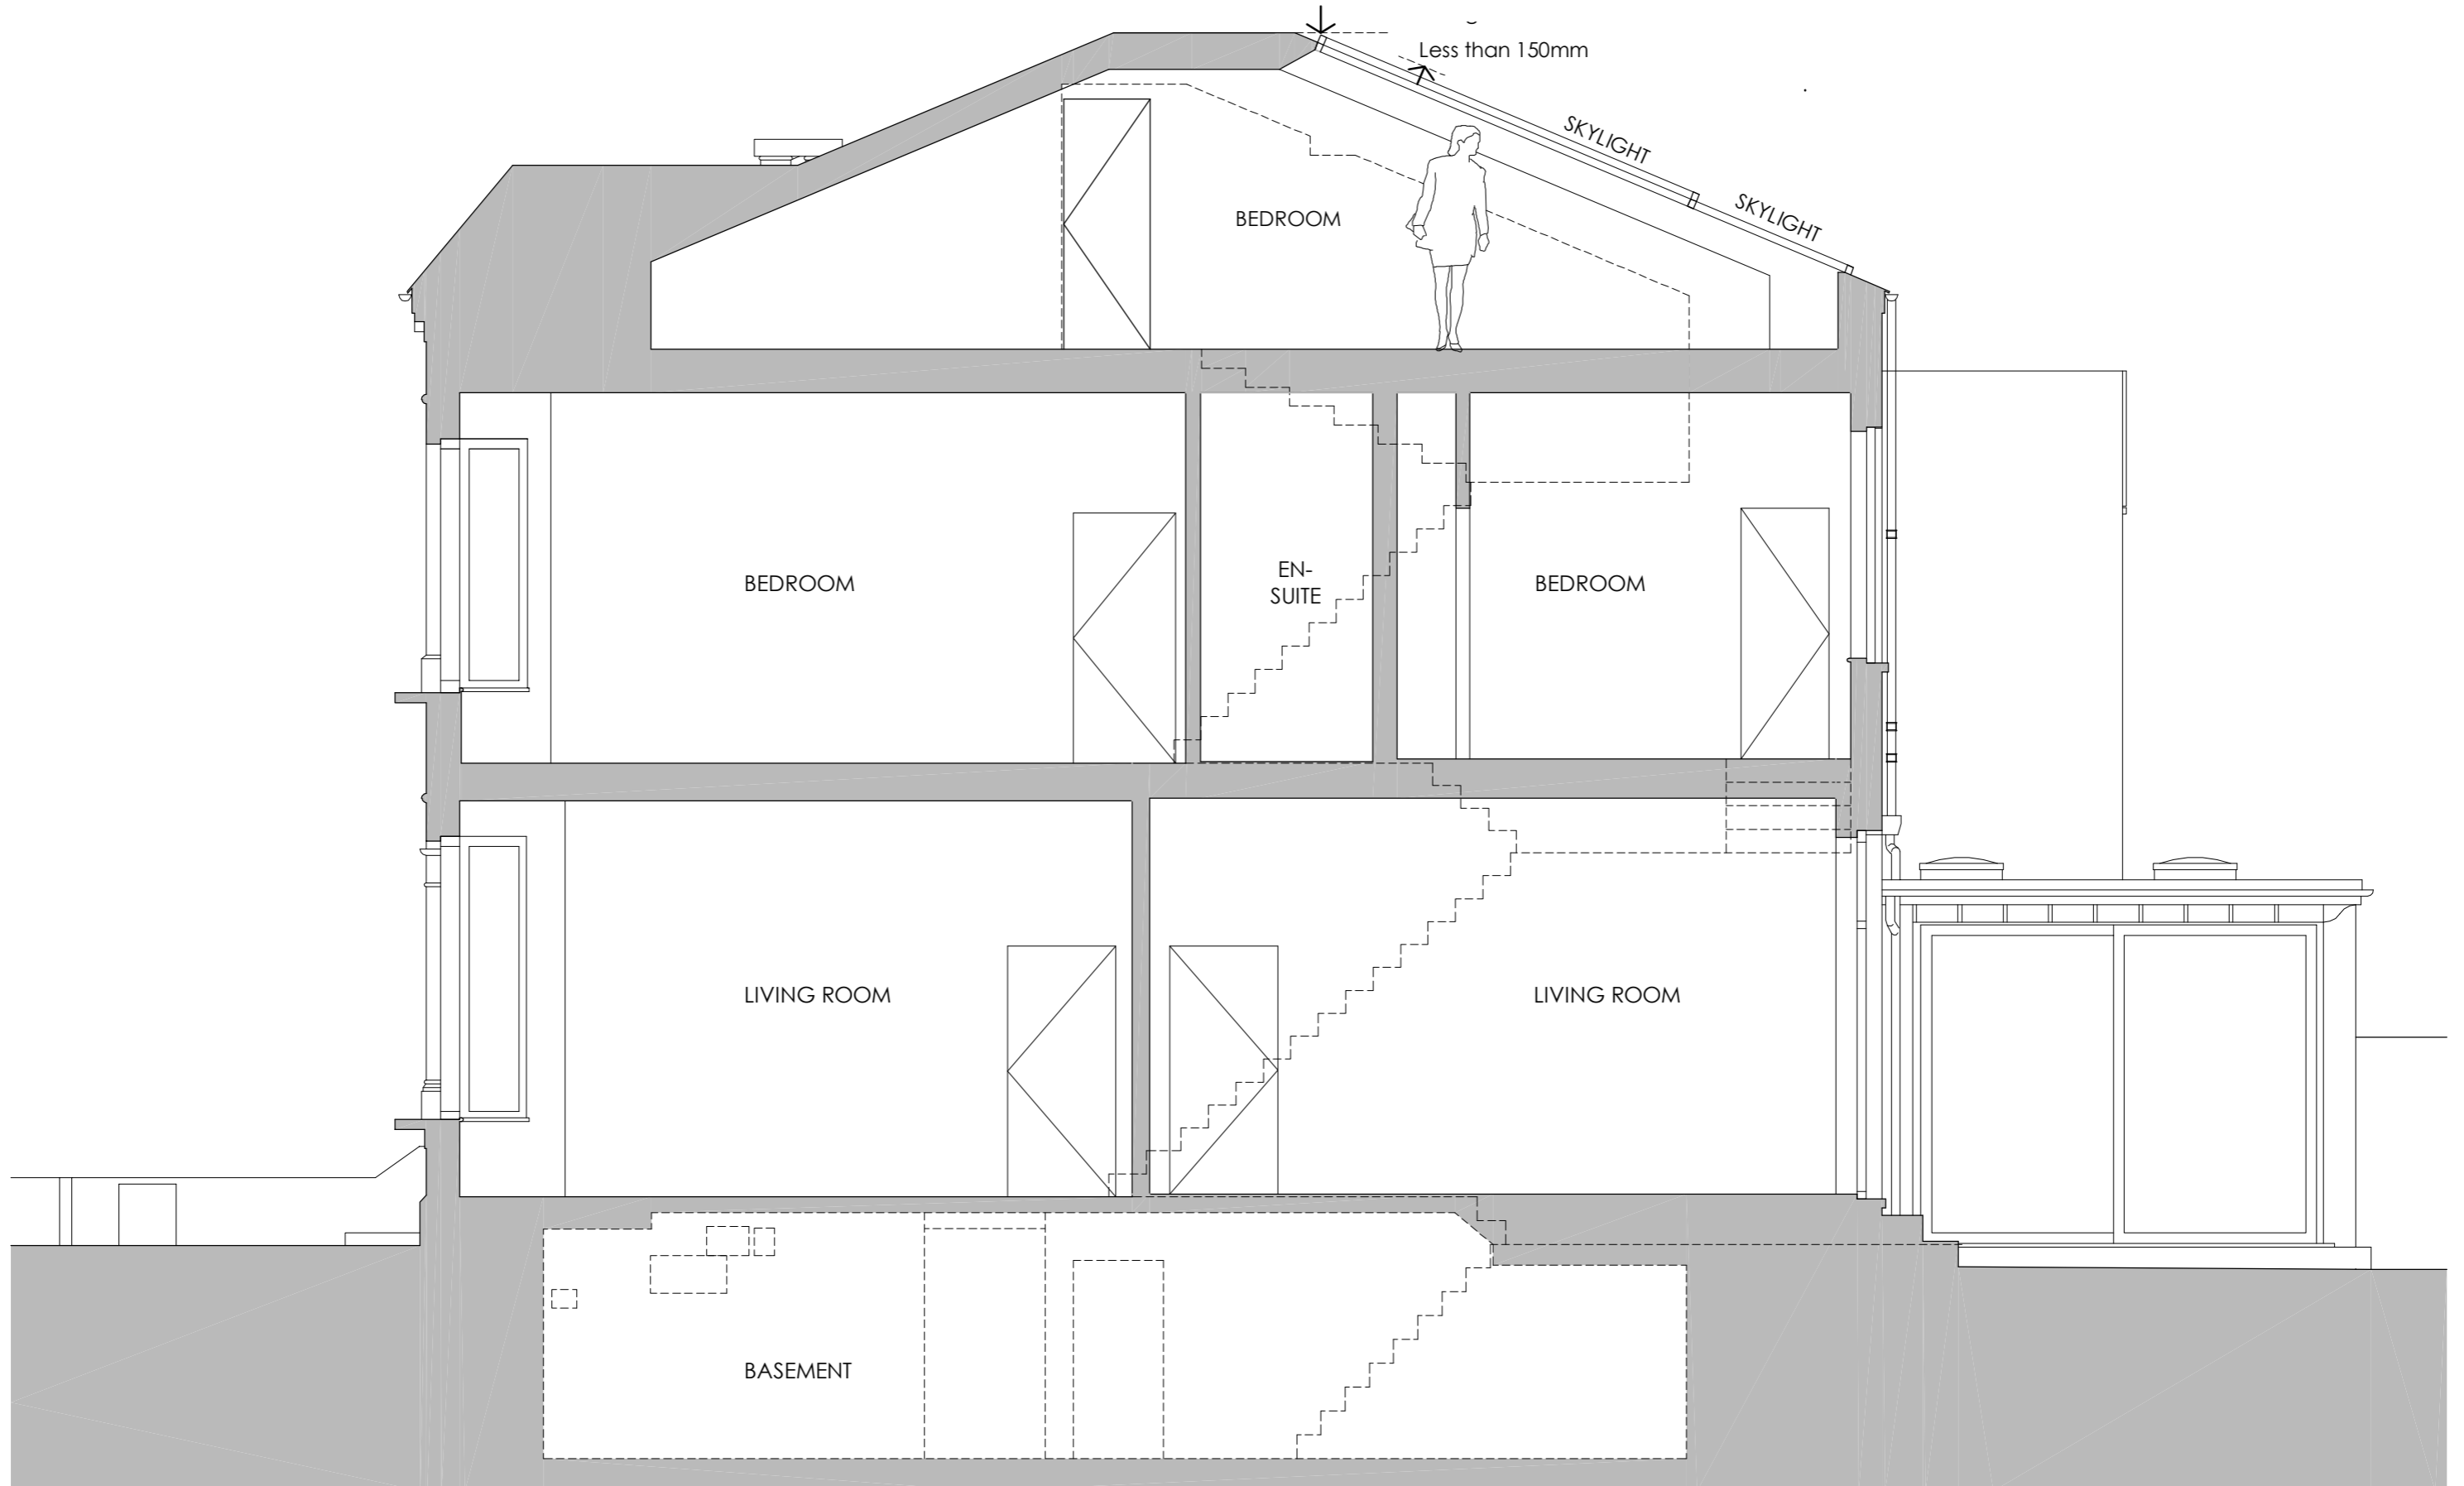 Less than 150mm
SKYLIGHT
SKYLIGHT
BEDROOM
BEDROOM
EN-
SUITE
BEDROOM
LIVING ROOM
LIVING ROOM
BASEMENT